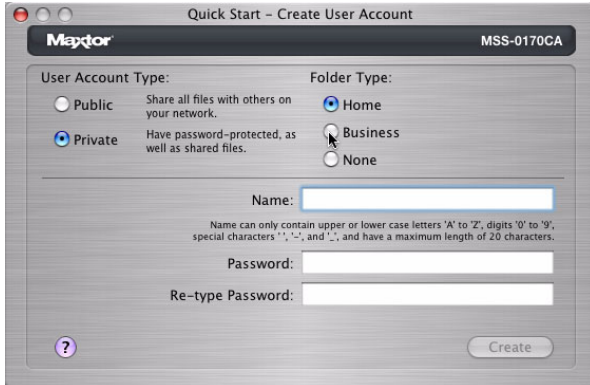 Quick Start – Create User Account
Maxtor
MSS-0170CA
User Account Type:
Public
Share all files with others on
your network.
Private
Have password-protected, as
well as shared files.
Folder Type:
Home
Business
None
Name:
Name can only contain upper or lower case letters 'A' to 'Z', digits '0' to '9',
special characters ' ', '-', and '_', and have a maximum length of 20 characters.
Password:
Re-type Password:
?
Create